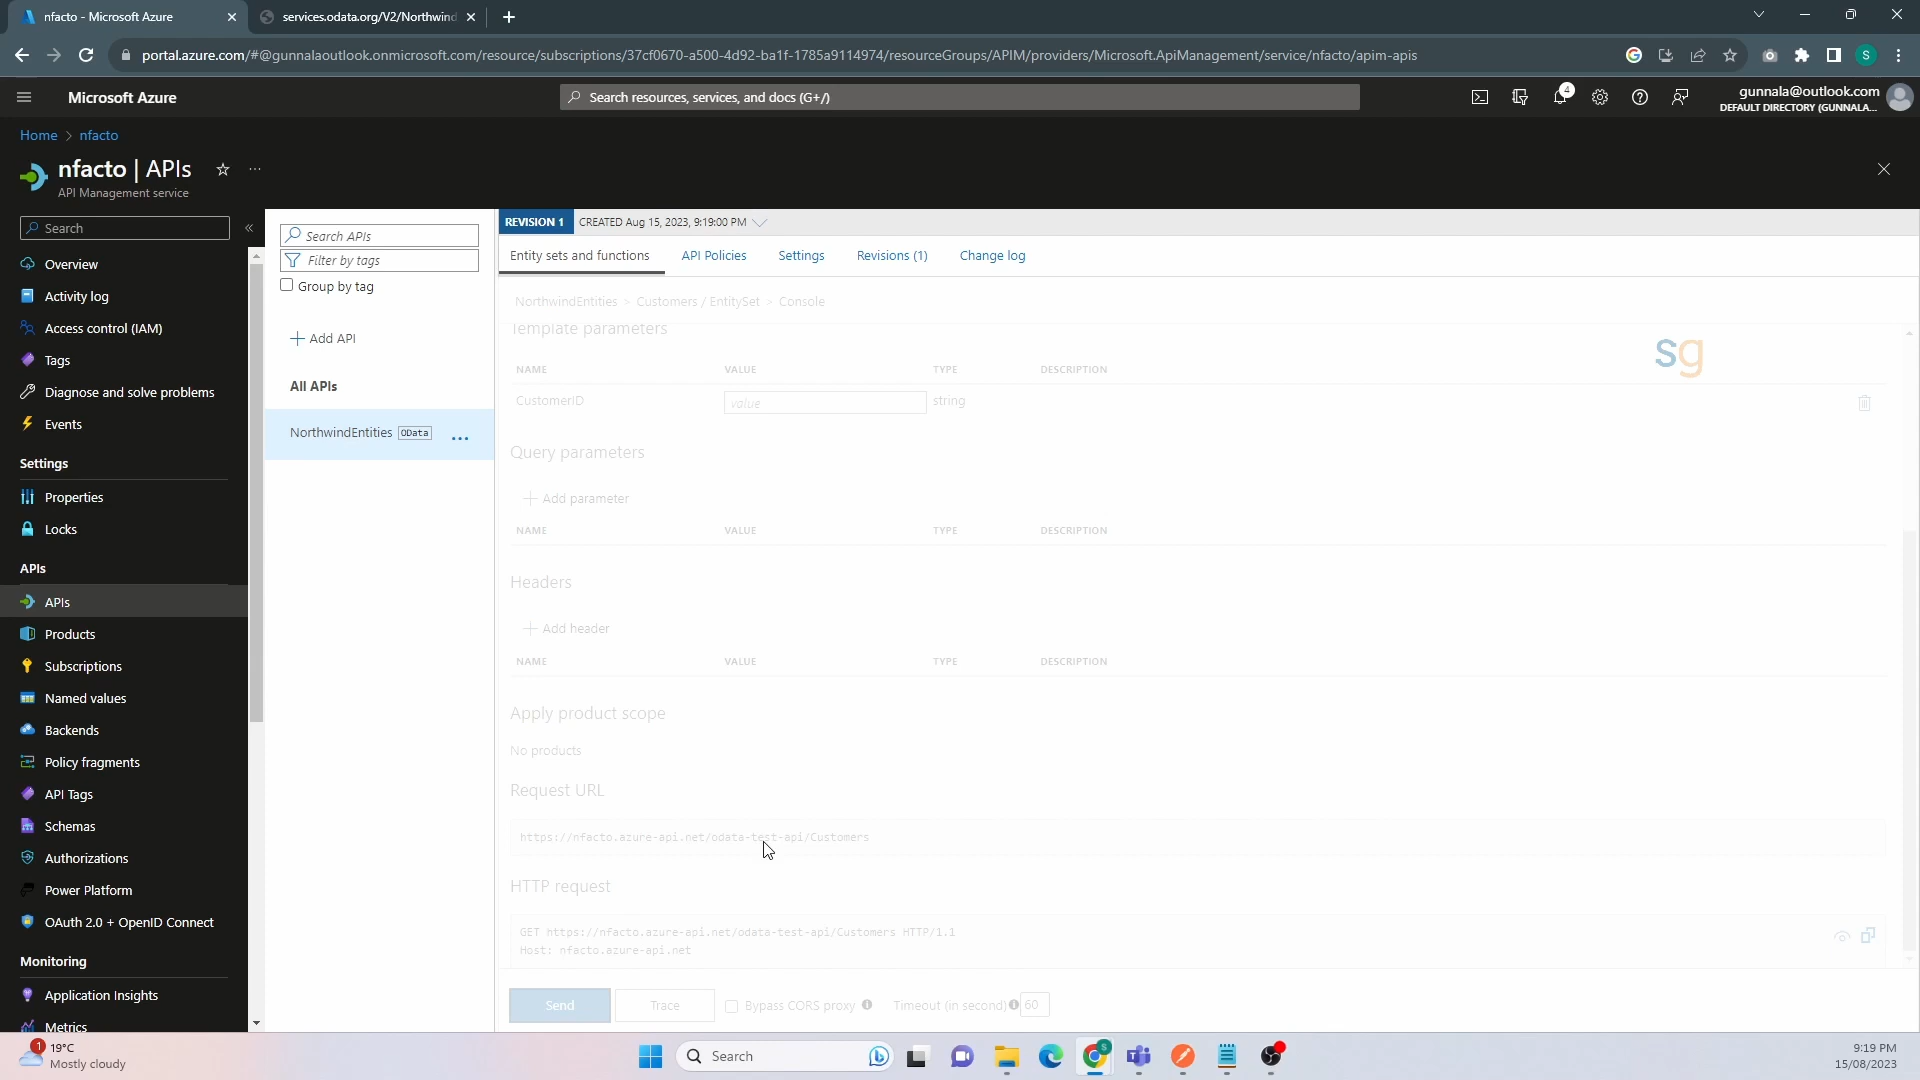 nfacto - Microsoft Azure
services.odata.org/V2/Northwind
portal.azure.com/#@gunnalaoutlook.onmicrosoft.com/resource/subscriptions/37cf0670-a500-4d92-ba1f-1785a9114974/resourceGroups/APIM/providers/Microsoft.ApiManagement/service/nfacto/apim-apis
S
Microsoft Azure
Search resources, services, and docs (G+/)
4
gunnala@outlook.com
DEFAULT DIRECTORY (GUNNALA...
Home > nfacto
nfacto | APIs
API Management service
Search
Overview
Activity log
Access control (IAM)
Tags
Diagnose and solve problems
Events
Settings
Properties
Locks
APIs
APIs
Products
Subscriptions
Named values
Backends
Policy fragments
API Tags
Schemas
Authorizations
Power Platform
OAuth 2.0 + OpenID Connect
Monitoring
Application Insights
Metrics
Search APIs
Filter by tags
Group by tag
+ Add API
All APIs
NorthwindEntities OData ...
REVISION 1 CREATED Aug 15, 2023, 9:19:00 PM
Entity sets and functions API Policies Settings Revisions (1) Change log
NorthwindEntities > Customers / EntitySet > Console
Template parameters
sg
NAME VALUE TYPE DESCRIPTION
CustomerID value string
Query parameters
+ Add parameter
NAME VALUE TYPE DESCRIPTION
Headers
+ Add header
NAME VALUE TYPE DESCRIPTION
Apply product scope
No products
Request URL
https://nfacto.azure-api.net/odata-test-api/Customers
HTTP request
GET https://nfacto.azure-api.net/odata-test-api/Customers HTTP/1.1
Host: nfacto.azure-api.net
Send Trace Bypass CORS proxy Timeout (in second) 60
1
19°C
Mostly cloudy
Search
S
9:19 PM
15/08/2023